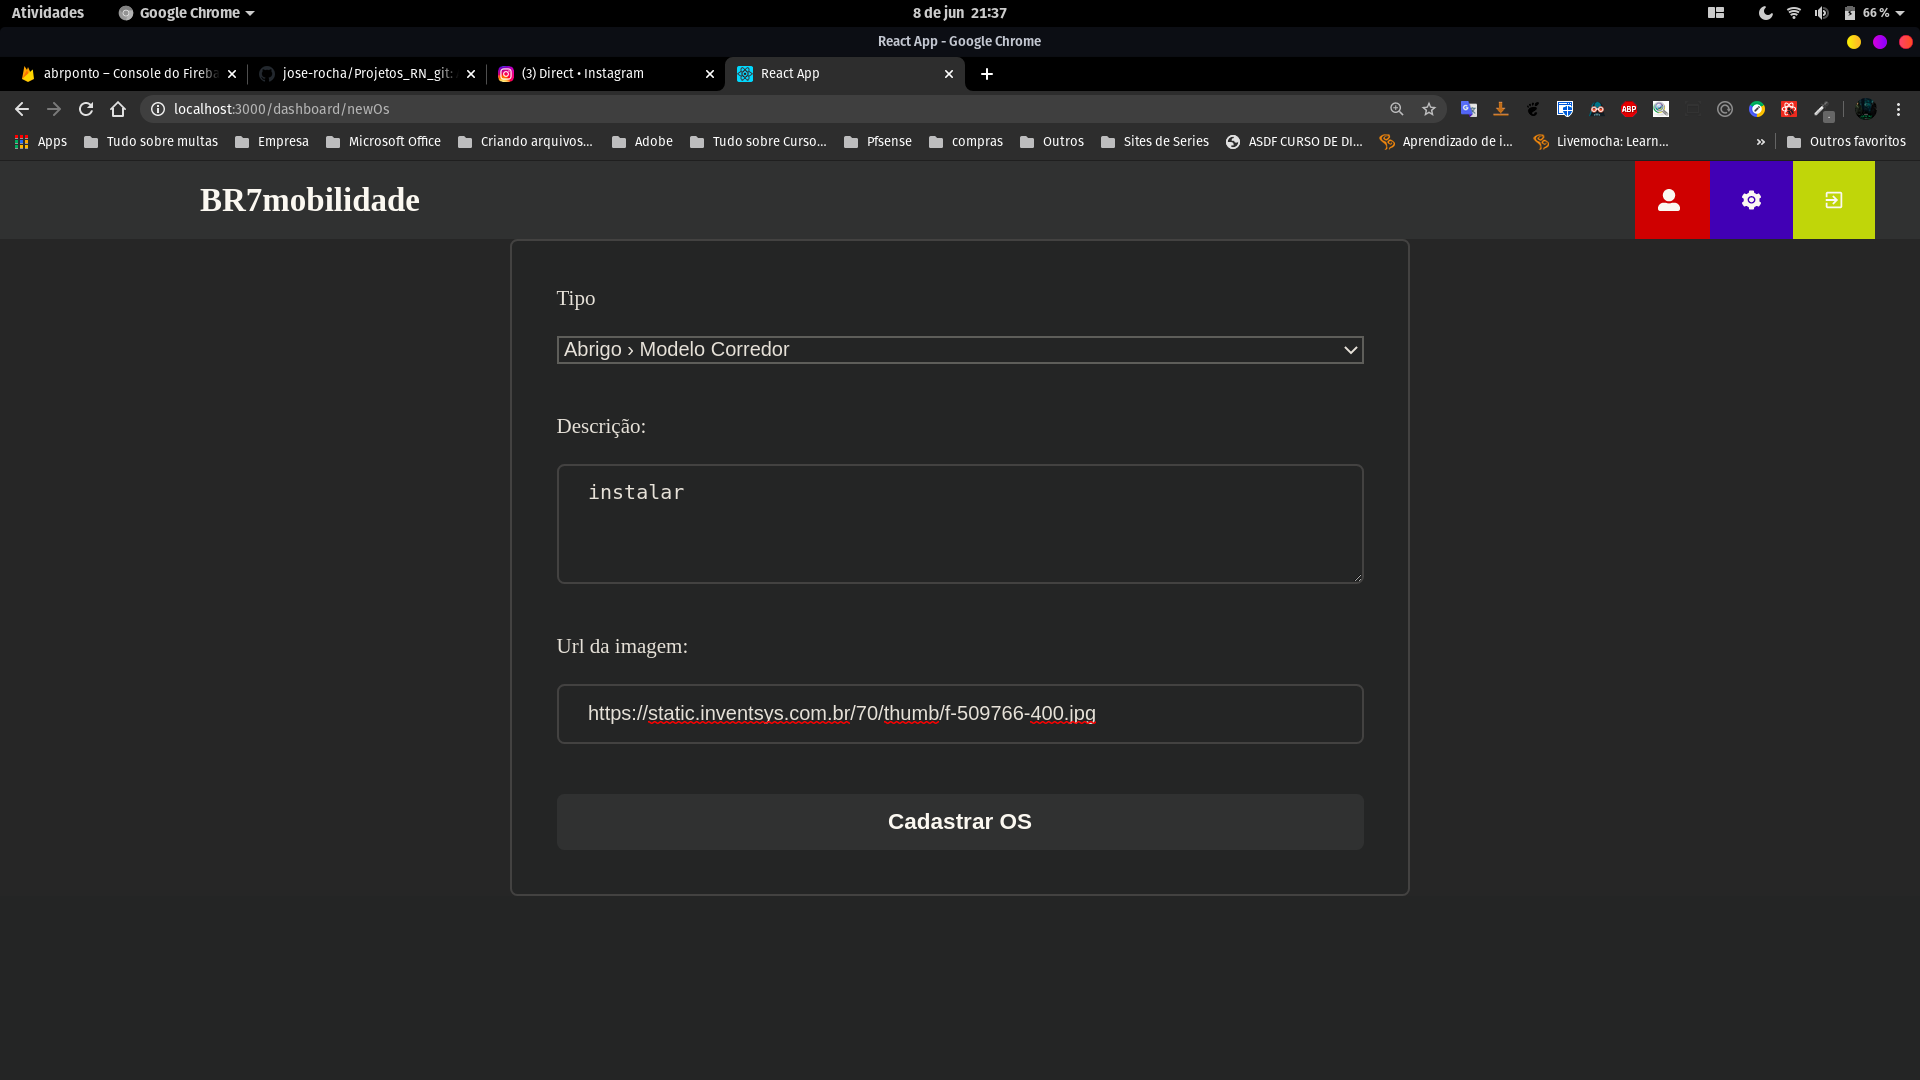 Atividades
Google Chrome
8 de jun 21:37
66 %
React App - Google Chrome
abrponto – Console do Fireba
jose-rocha/Projetos_RN_git:
(3) Direct • Instagram
React App
localhost:3000/dashboard/newOs
ABP
Apps
Tudo sobre multas
Empresa
Microsoft Office
Criando arquivos...
Adobe
Tudo sobre Curso...
Pfsense
compras
Outros
Sites de Series
ASDF CURSO DE DI...
Aprendizado de i...
Livemocha: Learn...
»
Outros favoritos
BR7mobilidade
Tipo
Abrigo › Modelo Corredor
Descrição:
instalar
Url da imagem:
https://static.inventsys.com.br/70/thumb/f-509766-400.jpg
Cadastrar OS